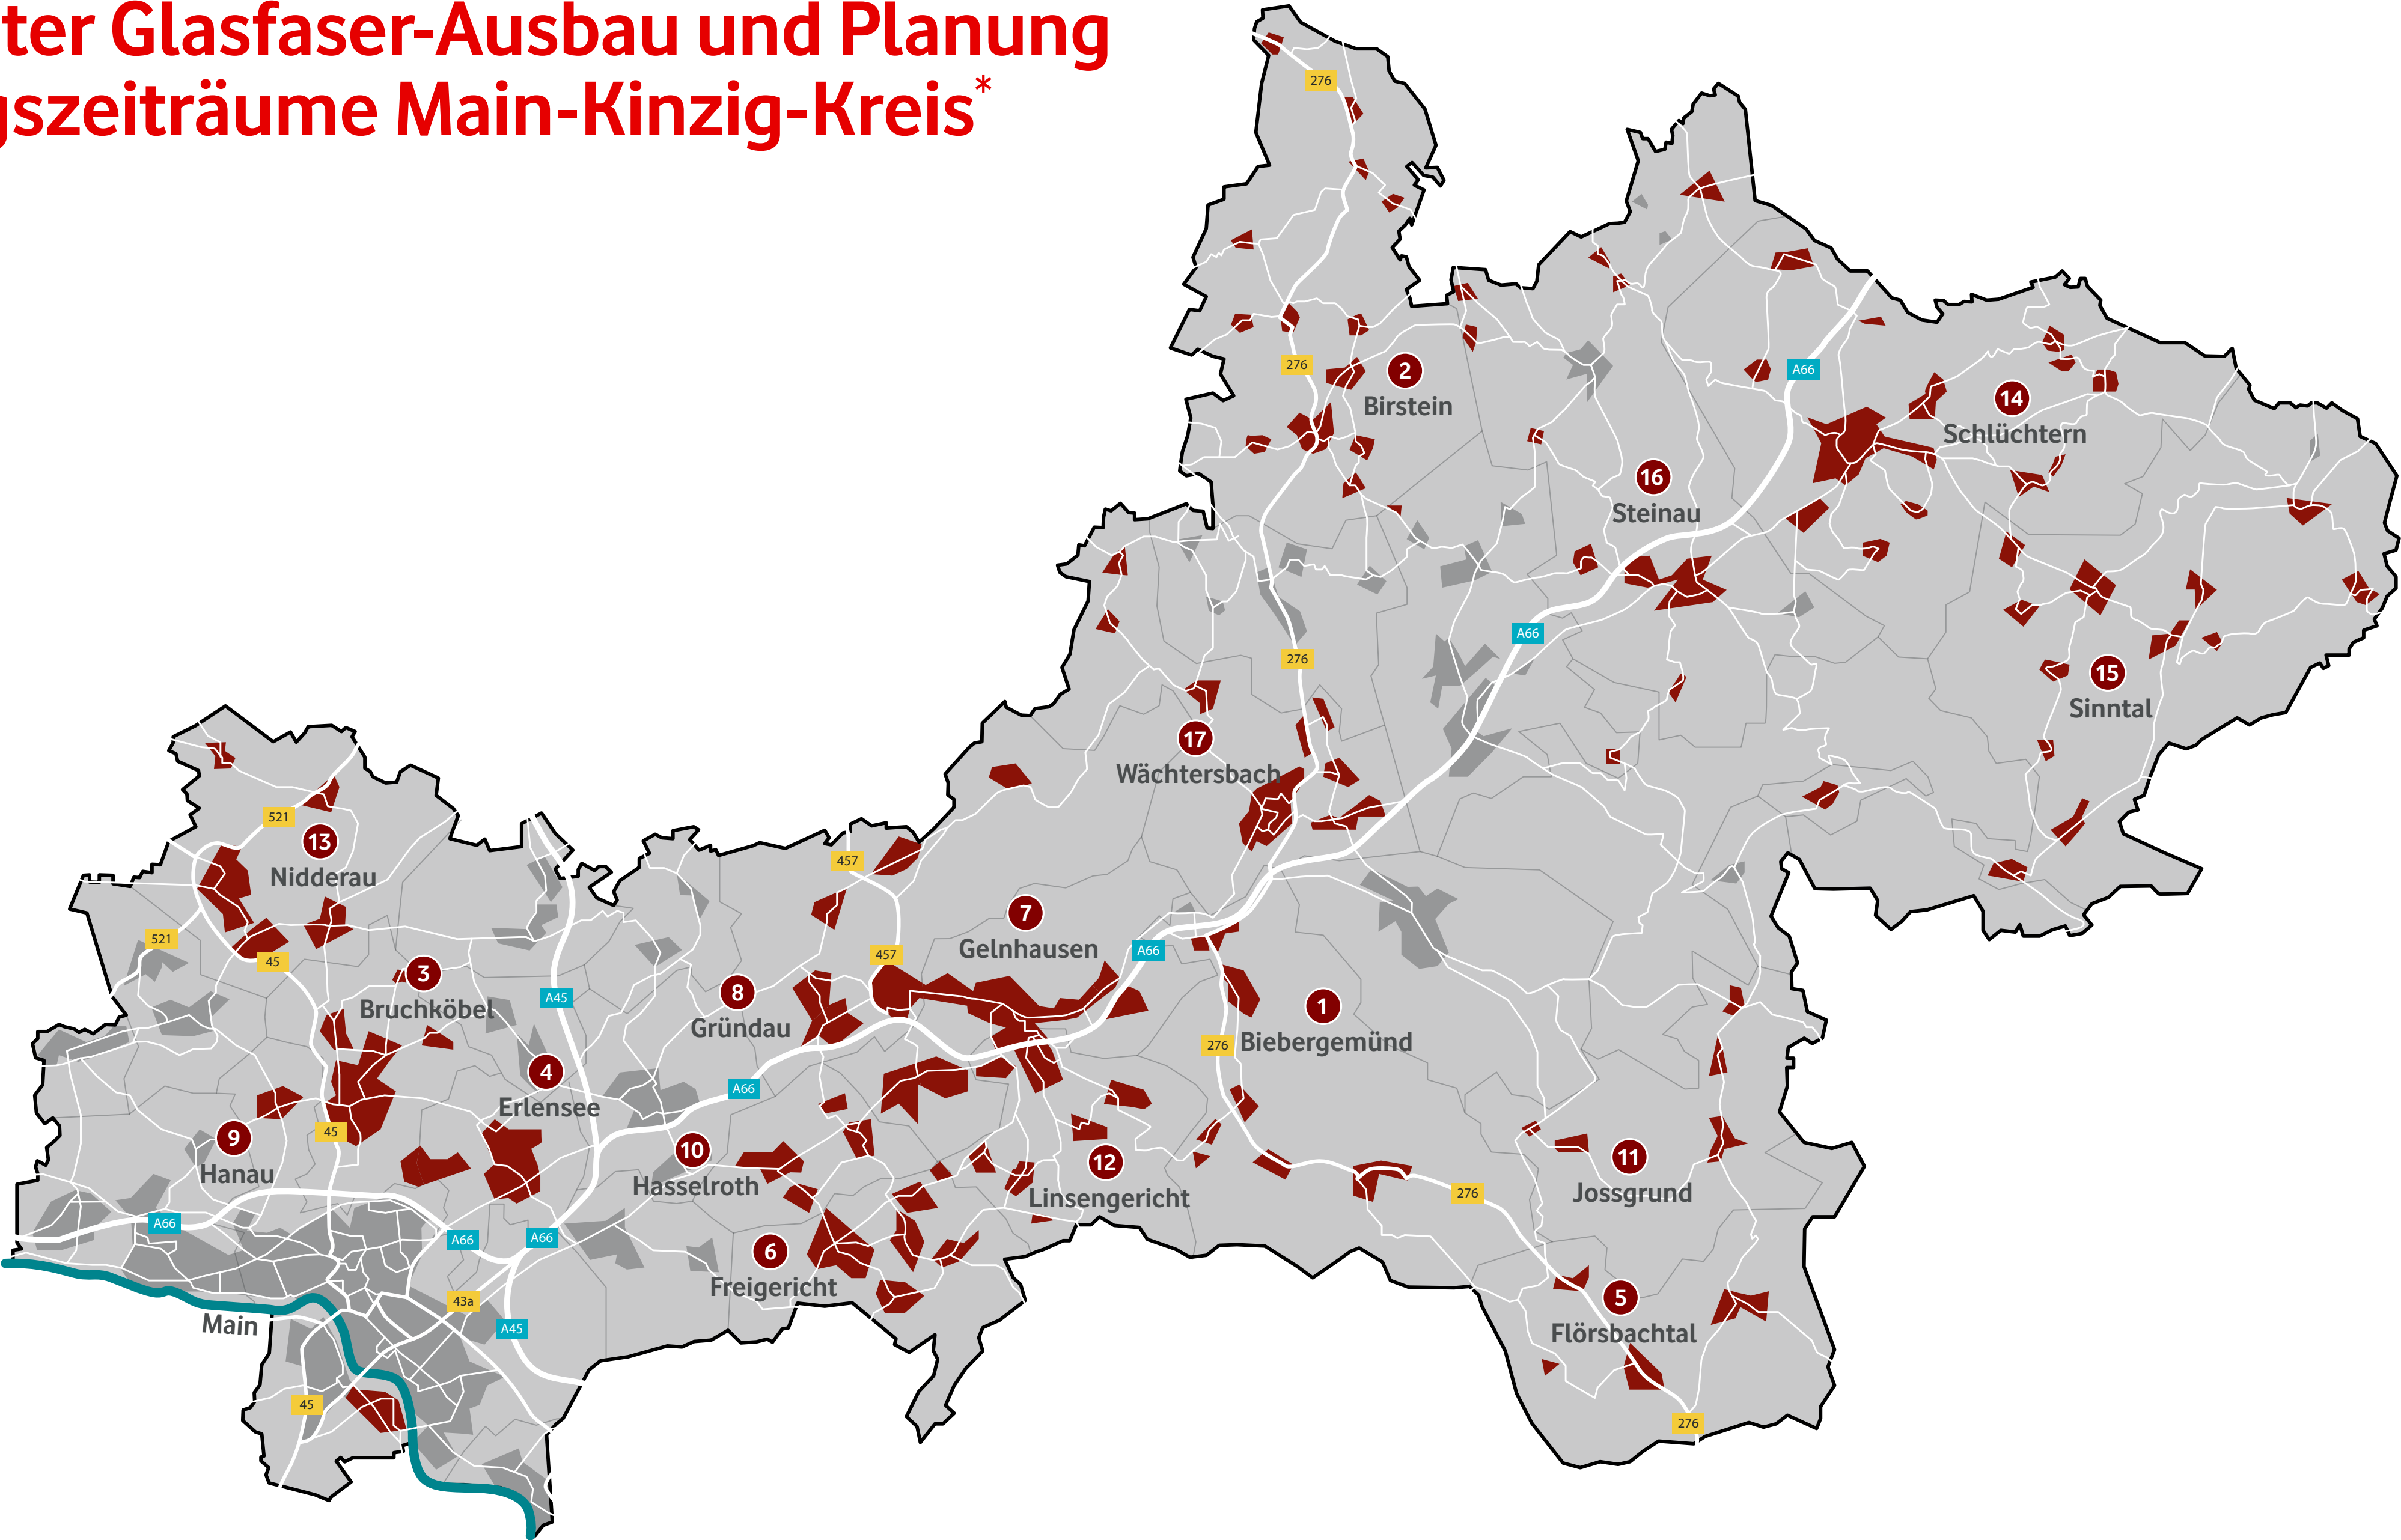 ter Glasfaser-Ausbau und Planung
gszeiträume Main-Kinzig-Kreis*
276
276
2
Birstein
A66
14
Schlüchtern
16
Steinau
A66
276
15
Sinntal
17
Wächtersbach
521
13
Nidderau
457
521
45
457
7
Gelnhausen
A66
3
Bruchköbel
A45
8
Gründau
1
Biebergemünd
276
4
Erlensee
A66
9
Hanau
45
10
Hasselroth
12
Linsengericht
11
Jossgrund
276
A66
A66
A66
6
Freigericht
43a
Main
A45
5
Flörsbachtal
45
276